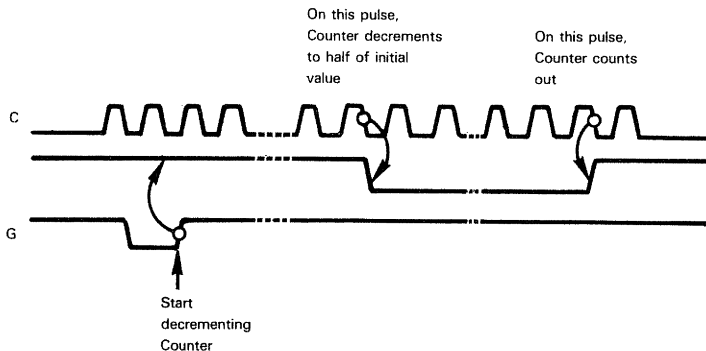 On this pulse,
Counter decrements
to half of initial
value
On this pulse,
Counter counts
out
C
G
Start
decrementing
Counter